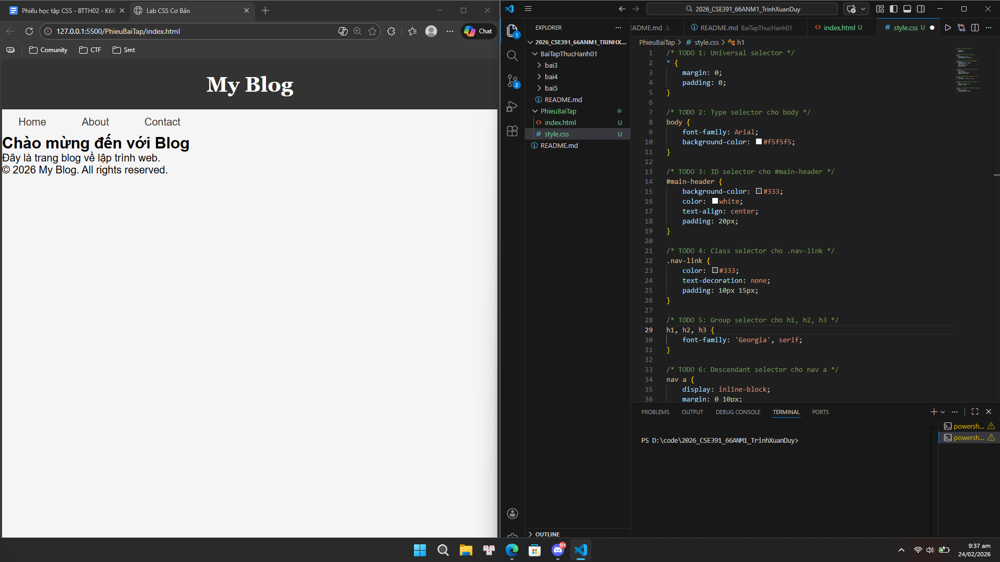 Phiếu học tập CSS - BTTH02 - K66
Lab CSS Cơ Bản
127.0.0.1:5500/PhieuBaiTap/index.html
Chat
Comunity
CTF
Smt
My Blog
Home
About
Contact
Chào mừng đến với Blog
Đây là trang blog về lập trình web.
© 2026 My Blog. All rights reserved.
2026_CSE391_66ANM1_TrinhXuanDuy
EXPLORER
2026_CSE391_66ANM1_TRINHX...
BaiTapThucHanh01
bai3
bai4
bai5
README.md
PhieuBaiTap
index.html U
style.css U
README.md
OUTLINE
1
2
EADME.md .\
README.md BaiTapThucHanh01
index.html U
style.css U
PhieuBaiTap > # style.css > h1
1 /* TODO 1: Universal selector */
2 * {
3 margin: 0;
4 padding: 0;
5 }
6
7 /* TODO 2: Type selector cho body */
8 body {
9 font-family: Arial;
10 background-color: #f5f5f5;
11 }
12
13 /* TODO 3: ID selector cho #main-header */
14 #main-header {
15 background-color: #333;
16 color: white;
17 text-align: center;
18 padding: 20px;
19 }
20
21 /* TODO 4: Class selector cho .nav-link */
22 .nav-link {
23 color: #333;
24 text-decoration: none;
25 padding: 10px 15px;
26 }
27
28 /* TODO 5: Group selector cho h1, h2, h3 */
29 h1, h2, h3 {
30 font-family: 'Georgia', serif;
31 }
32
33 /* TODO 6: Descendant selector cho nav a */
34 nav a {
35 display: inline-block;
36 margin: 0 10px;
PROBLEMS
OUTPUT
DEBUG CONSOLE
TERMINAL
PORTS
PS D:\code\2026_CSE391_66ANM1_TrinhXuanDuy>
powersh...
powersh...
9+
9:37 am
24/02/2026